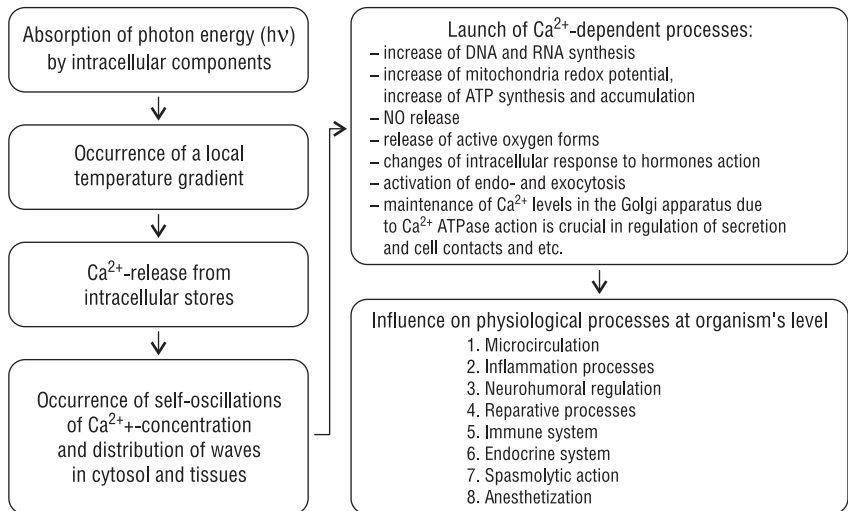 Absorption of photon energy (hν)
by intracellular components
Occurrence of a local
temperature gradient
Ca²⁺-release from
intracellular stores
Occurrence of self-oscillations
of Ca²⁺+-concentration
and distribution of waves
in cytosol and tissues
Launch of Ca²⁺-dependent processes:
– increase of DNA and RNA synthesis
– increase of mitochondria redox potential,
increase of ATP synthesis and accumulation
– NO release
– release of active oxygen forms
– changes of intracellular response to hormones action
– activation of endo- and exocytosis
– maintenance of Ca²⁺ levels in the Golgi apparatus due
to Ca²⁺ ATPase action is crucial in regulation of secretion
and cell contacts and etc.
Influence on physiological processes at organism's level
1. Microcirculation
2. Inflammation processes
3. Neurohumoral regulation
4. Reparative processes
5. Immune system
6. Endocrine system
7. Spasmolytic action
8. Anesthetization